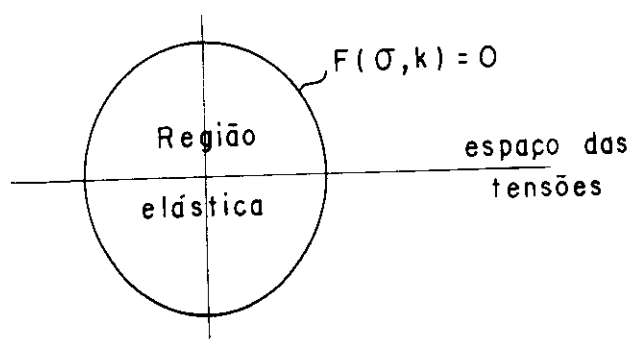 F(σ,k) = 0
Região
elástica
espaço das
tensões